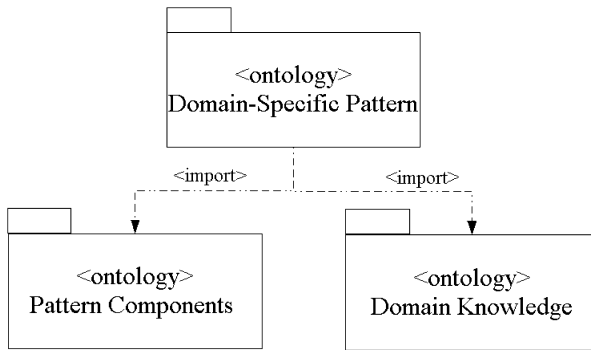 <ontology>
Domain-Specific Pattern
<import>
<import>
<ontology>
Pattern Components
<ontology>
Domain Knowledge